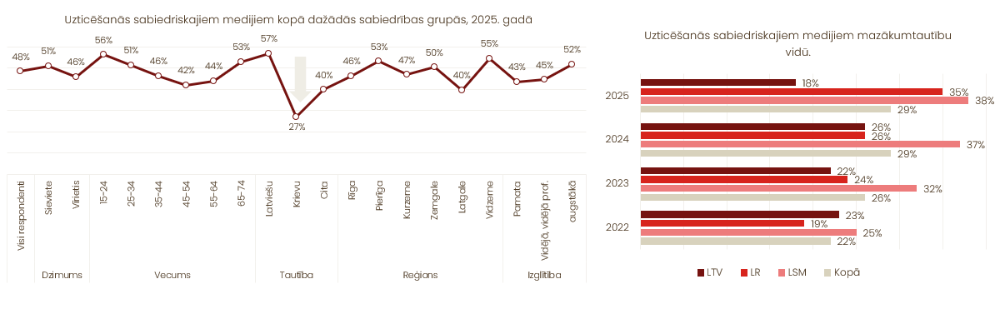 Uzticēšanās sabiedriskajiem medijiem kopā dažādās sabiedrības grupās, 2025. gadā
48%
51%
46%
56%
51%
46%
42%
44%
53%
57%
27%
40%
46%
53%
47%
50%
40%
55%
43%
45%
52%
Visi respondenti
Sieviete
Vīrietis
15-24
25-34
35-44
45-54
55-64
65-74
Latviešu
Krievu
Cita
Rīga
Pierīga
Kurzeme
Zemgale
Latgale
Vidzeme
Pamata
Vidējā, vidējā prof.
augstākā
Dzimums
Vecums
Tautība
Reģions
Izglītība
Uzticēšanās sabiedriskajiem medijiem mazākumtautību
vidū.
2025
18%
35%
38%
29%
2024
26%
26%
37%
29%
2023
22%
24%
32%
26%
2022
23%
19%
25%
22%
LTV
LR
LSM
Kopā